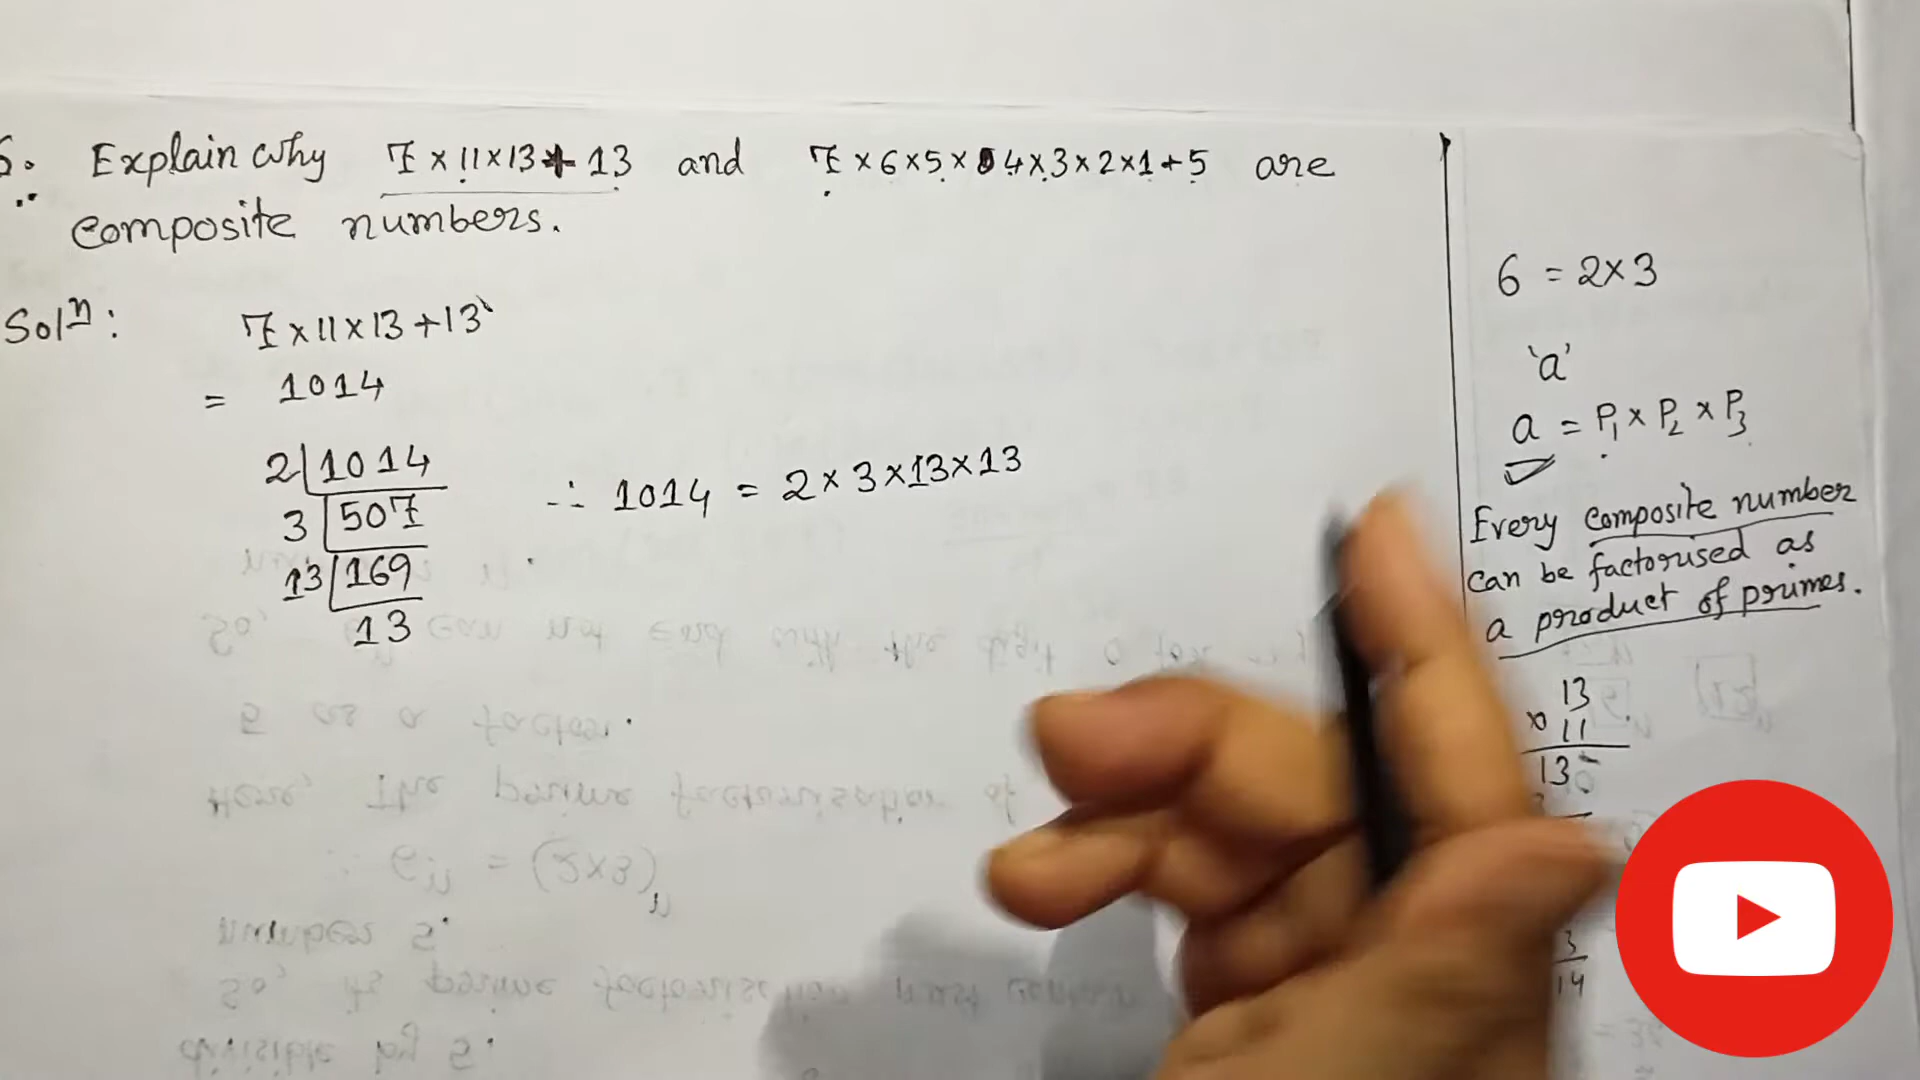 6. Explain why 7×11×13+13 and 7×6×5×4×3×2×1+5 are
composite numbers.
Solⁿ: 7×11×13+13
= 1014
2|1014
3|507
13|169
13
∴ 1014 = 2×3×13×13
6 = 2×3
'a'
a = P₁ × P₂ × P₃
Every composite number
can be factorised as
a product of primes.
13
× 11
13
3
14